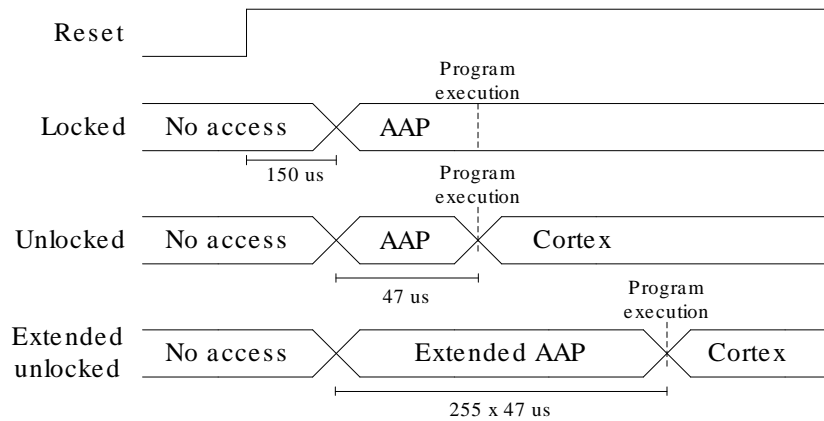 Reset
Program
execution
Locked
No access
AAP
150 us
Program
execution
Unlocked
No access
AAP
Cortex
47 us
Program
execution
Extended
unlocked
No access
Extended AAP
Cortex
255 x 47 us